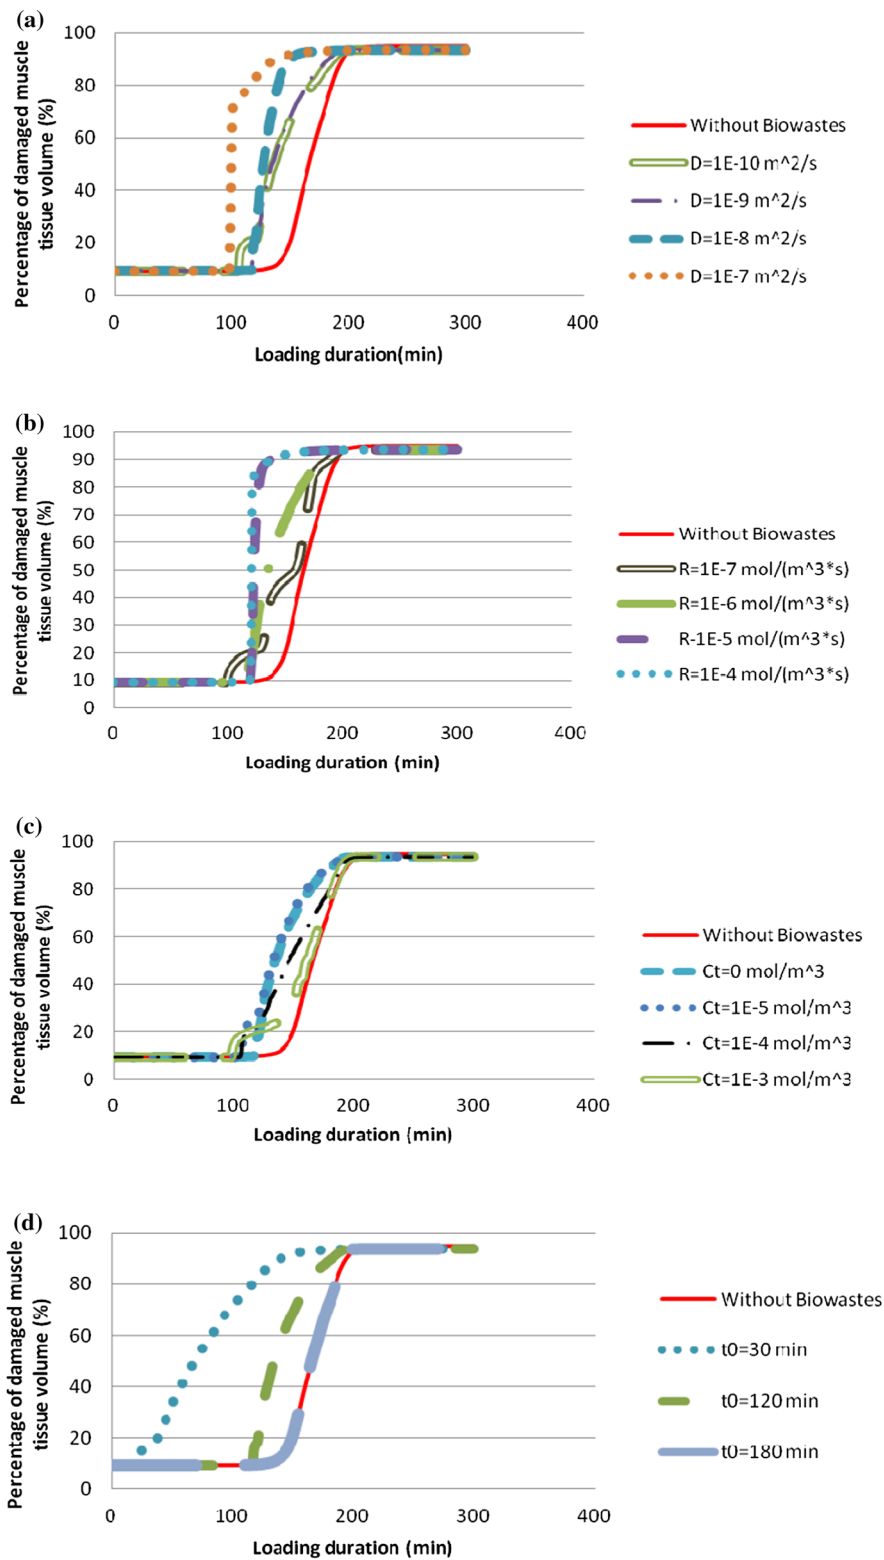 (a)
100
80
60
40
20
0
Percentage of damaged muscle
tissue volume (%)
0 100 200 300 400
Loading duration(min)
Without Biowastes
D=1E-10 m^2/s
D=1E-9 m^2/s
D=1E-8 m^2/s
D=1E-7 m^2/s
(b)
100
90
80
70
60
50
40
30
20
10
0
Percentage of damaged muscle
tissue volume (%)
0 100 200 300 400
Loading duration (min)
Without Biowastes
R=1E-7 mol/(m^3*s)
R=1E-6 mol/(m^3*s)
R-1E-5 mol/(m^3*s)
R=1E-4 mol/(m^3*s)
(c)
100
80
60
40
20
0
Percentage of damaged muscle
tissue volume (%)
0 100 200 300 400
Loading duration (min)
Without Biowastes
Ct=0 mol/m^3
Ct=1E-5 mol/m^3
Ct=1E-4 mol/m^3
Ct=1E-3 mol/m^3
(d)
100
80
60
40
20
0
Percentage of damaged muscle
tissue volume (%)
0 100 200 300 400
Loading duration (min)
Without Biowastes
t0=30 min
t0=120 min
t0=180 min